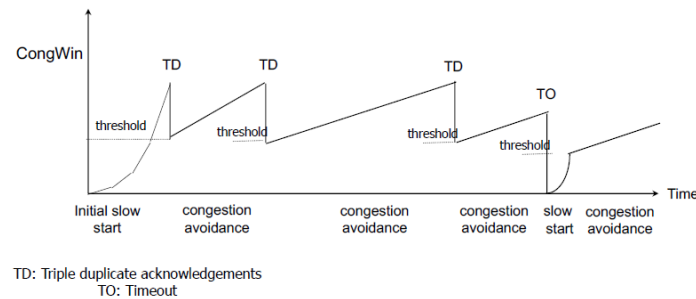 CongWin
TD
TD
TD
TO
threshold
threshold
threshold
threshold
Time
Initial slow
start
congestion
avoidance
congestion
avoidance
congestion
avoidance
slow
start
congestion
avoidance
TD: Triple duplicate acknowledgements
TO: Timeout